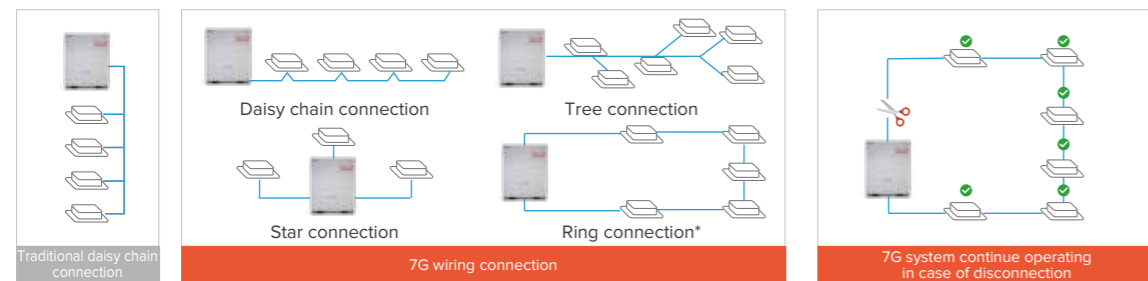 Daisy chain connection
Tree connection
Star connection
Ring connection*
Traditional daisy chain
connection
7G wiring connection
7G system continue operating
in case of disconnection